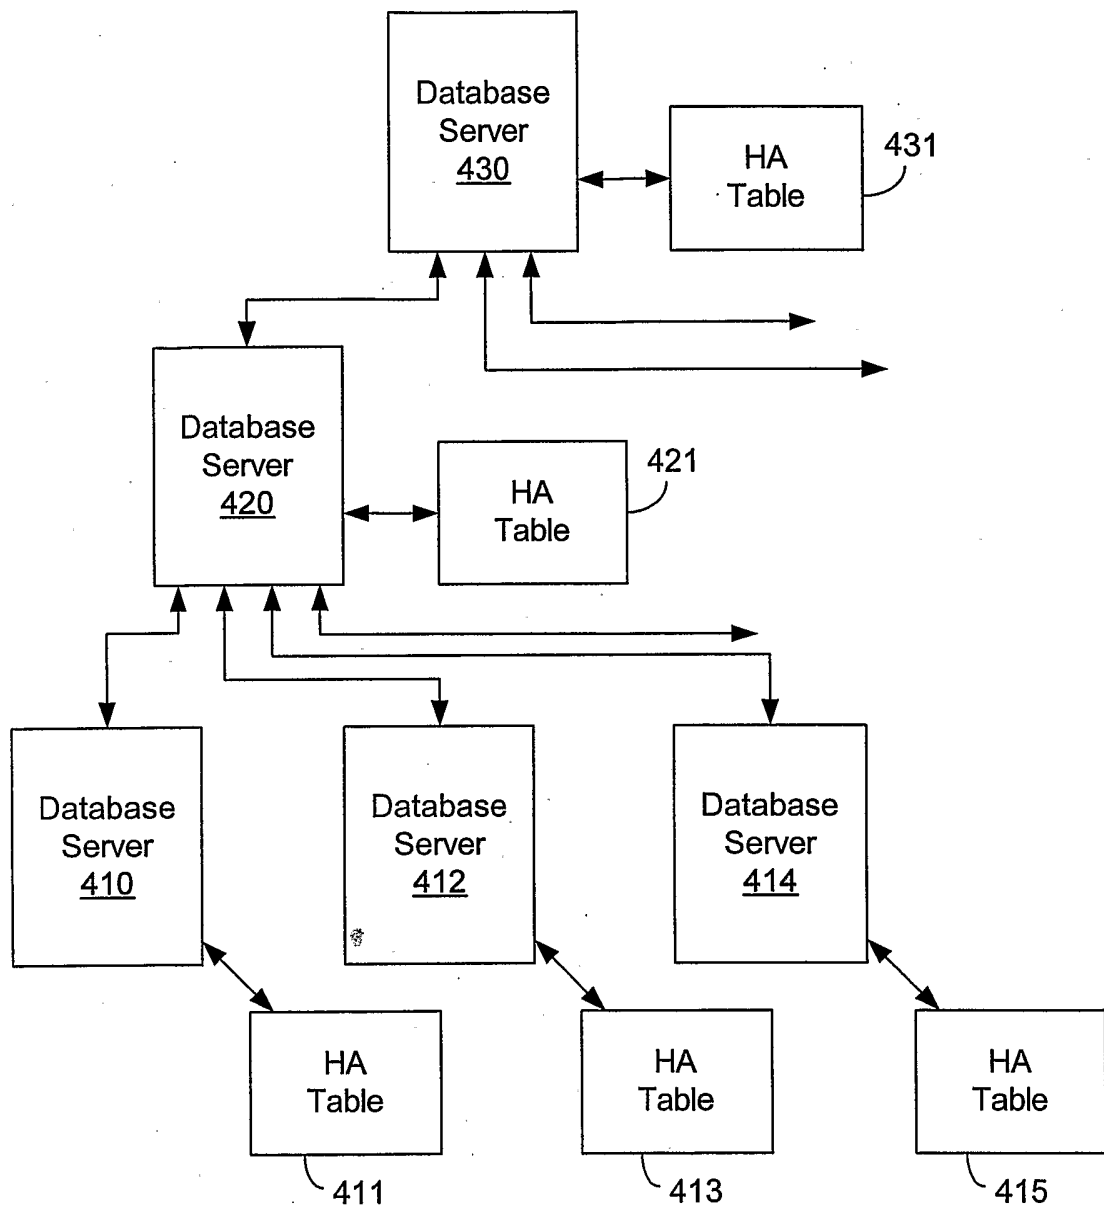 Database
Server
430
HA
Table
431
Database
Server
420
HA
Table
421
Database
Server
410
Database
Server
412
Database
Server
414
HA
Table
411
HA
Table
413
HA
Table
415